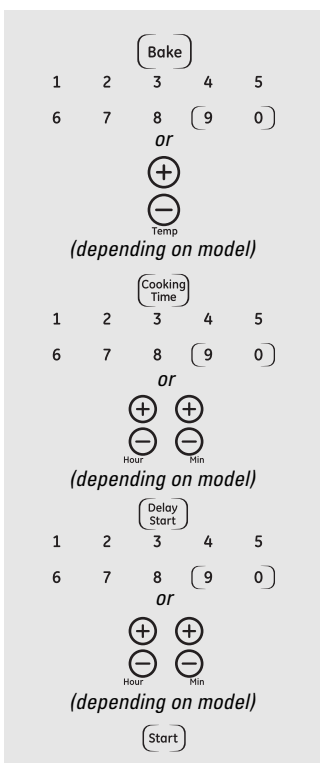 Bake
1 2 3 4 5
6 7 8 9 0
or
+
−
Temp
(depending on model)
Cooking
Time
1 2 3 4 5
6 7 8 9 0
or
+ +
− −
Hour Min
(depending on model)
Delay
Start
1 2 3 4 5
6 7 8 9 0
or
+ +
− −
Hour Min
(depending on model)
Start